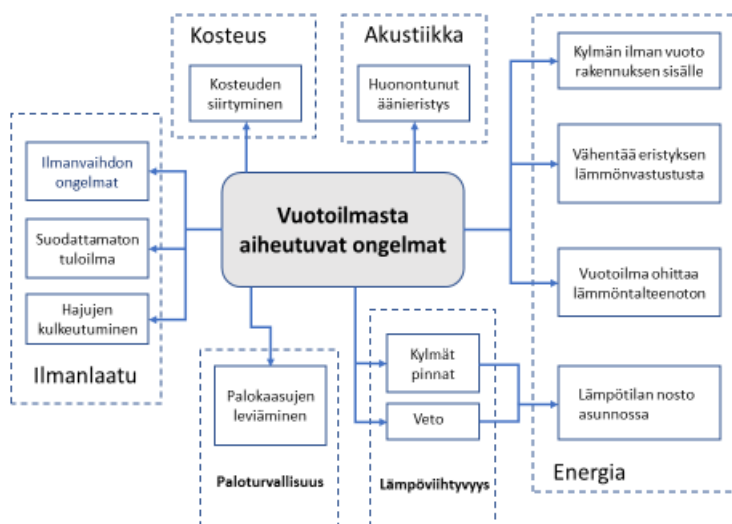 Kosteus
Kosteuden
siirtyminen
Akustiikka
Huonontunut
äänieristys
Kylmän ilman vuoto
rakennuksen sisälle
Vähentää eristyksen
lämmönvastustusta
Vuotoilma ohittaa
lämmöntalteenoton
Lämpötilan nosto
asunnossa
Energia
Ilmanvaihdon
ongelmat
Suodattamaton
tuloilma
Hajujen
kulkeutuminen
Ilmanlaatu
Vuotoilmasta
aiheutuvat ongelmat
Palokaasujen
leviäminen
Paloturvallisuus
Kylmät
pinnat
Veto
Lämpöviihtyvyys